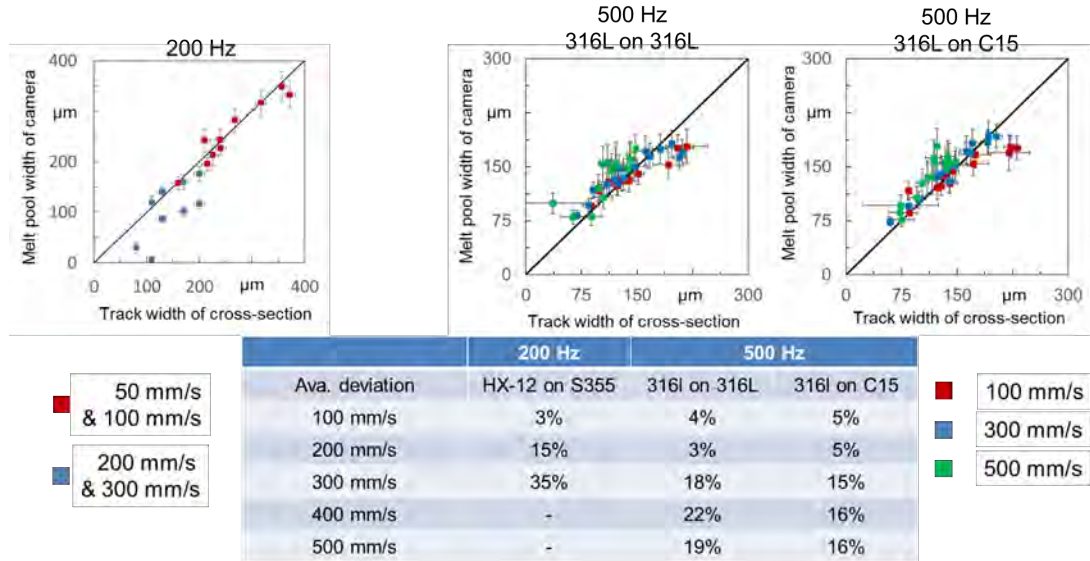 200 Hz
400
300
200
100
0
µm
Melt pool width of camera
0 100 200 µm 400
Track width of cross-section
500 Hz
316L on 316L
300
µm
150
75
0
Melt pool width of camera
0 75 150 µm 300
Track width of cross-section
500 Hz
316L on C15
300
µm
150
75
0
Melt pool width of camera
0 75 150 µm 300
Track width of cross-section
50 mm/s
& 100 mm/s
200 mm/s
& 300 mm/s
200 Hz 500 Hz
Ava. deviation HX-12 on S355 316l on 316L 316l on C15
100 mm/s 3% 4% 5%
200 mm/s 15% 3% 5%
300 mm/s 35% 18% 15%
400 mm/s - 22% 16%
500 mm/s - 19% 16%
100 mm/s
300 mm/s
500 mm/s